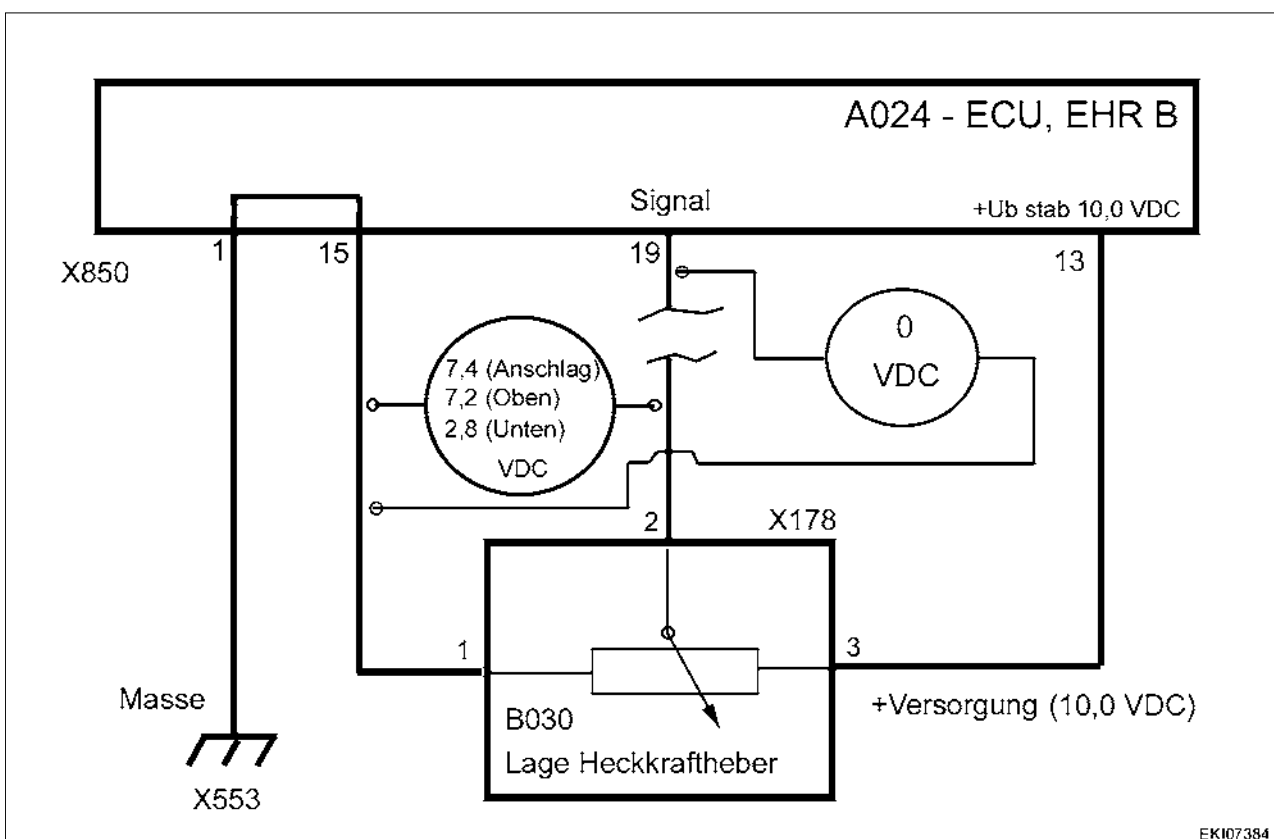 A024 - ECU, EHR B
Signal
+Ub stab 10,0 VDC
1
15
19
13
X850
0
VDC
7,4 (Anschlag)
7,2 (Oben)
2,8 (Unten)
VDC
2
X178
1
3
Masse
B030
+Versorgung (10,0 VDC)
Lage Heckkraftheber
X553
EKI07384